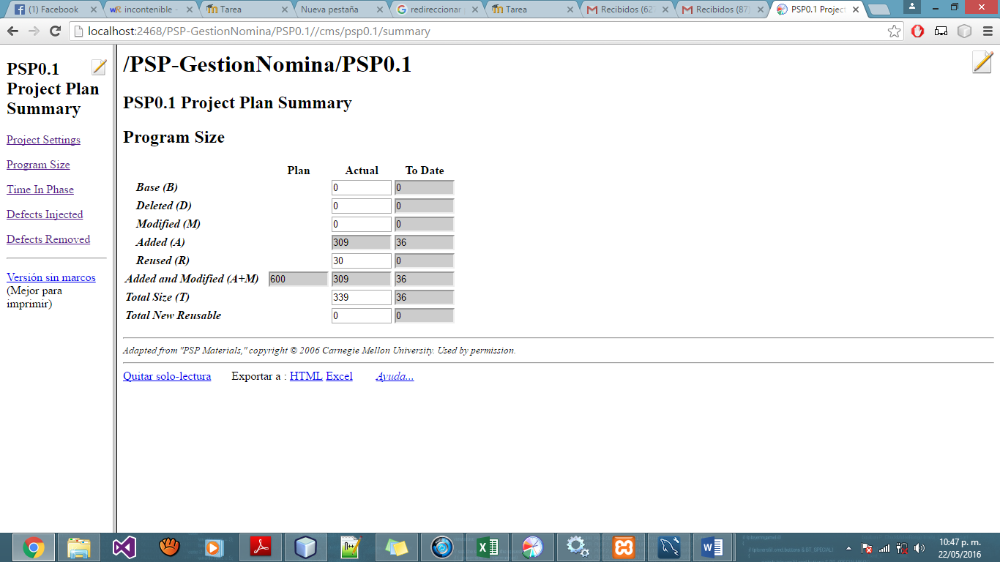 (1) Facebook
incontenible -
Tarea
Nueva pestaña
redireccionar
Tarea
Recibidos (62
Recibidos (87)
PSP0.1 Project
localhost:2468/PSP-GestionNomina/PSP0.1//cms/psp0.1/summary
PSP0.1
Project Plan
Summary
Project Settings
Program Size
Time In Phase
Defects Injected
Defects Removed
Versión sin marcos
(Mejor para
imprimir)
/PSP-GestionNomina/PSP0.1
PSP0.1 Project Plan Summary
Program Size
Plan Actual To Date
Base (B) 0 0
Deleted (D) 0 0
Modified (M) 0 0
Added (A) 309 36
Reused (R) 30 0
Added and Modified (A+M) 600 309 36
Total Size (T) 339 36
Total New Reusable 0 0
Adapted from "PSP Materials," copyright © 2006 Carnegie Mellon University. Used by permission.
Quitar solo-lectura Exportar a : HTML Excel Ayuda...
10:47 p. m.
22/05/2016